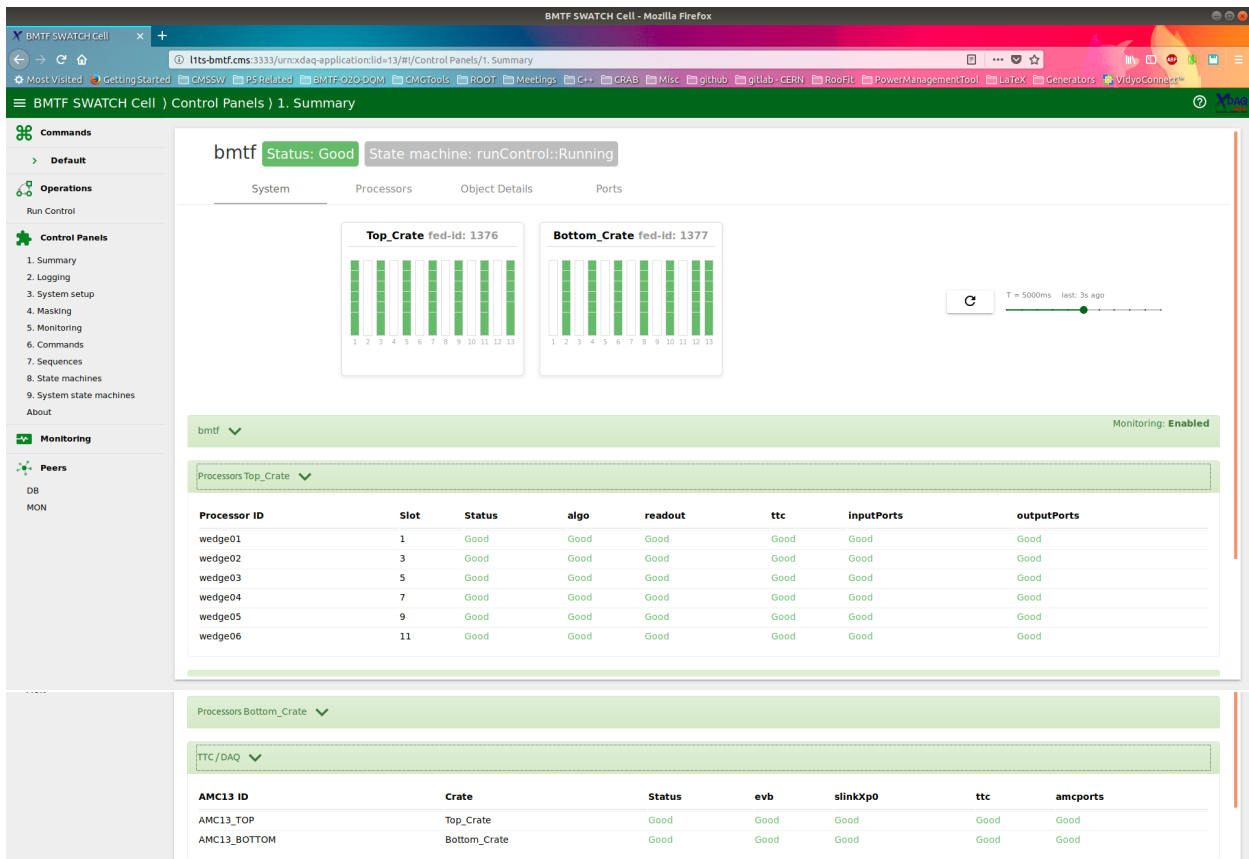 BMTF SWATCH Cell - Mozilla Firefox
BMTF SWATCH Cell × +
l1ts-bmtf.cms:3333/urn:xdaq-application:lid=13/#!/Control Panels/1. Summary
Most Visited Getting Started CMSSW P5 Related BMTF-O2O-DQM CMGTools ROOT Meetings C++ CRAB Misc github gitlab-CERN RooFit PowerManagementTool LaTeX Generators VidyoConnect™
BMTF SWATCH Cell ⟩ Control Panels ⟩ 1. Summary
XDAQ
Commands
Default
Operations
Run Control
Control Panels
1. Summary
2. Logging
3. System setup
4. Masking
5. Monitoring
6. Commands
7. Sequences
8. State machines
9. System state machines
About
Monitoring
Peers
DB
MON
bmtf Status: Good State machine: runControl::Running
System Processors Object Details Ports
Top_Crate fed-id: 1376
1 2 3 4 5 6 7 8 9 10 11 12 13
Bottom_Crate fed-id: 1377
1 2 3 4 5 6 7 8 9 10 11 12 13
T = 5000ms last: 3s ago
bmtf Monitoring: Enabled
Processors Top_Crate
Processor ID Slot Status algo readout ttc inputPorts outputPorts
wedge01 1 Good Good Good Good Good Good
wedge02 3 Good Good Good Good Good Good
wedge03 5 Good Good Good Good Good Good
wedge04 7 Good Good Good Good Good Good
wedge05 9 Good Good Good Good Good Good
wedge06 11 Good Good Good Good Good Good
Processors Bottom_Crate
TTC / DAQ
AMC13 ID Crate Status evb slinkXp0 ttc amcports
AMC13_TOP Top_Crate Good Good Good Good Good
AMC13_BOTTOM Bottom_Crate Good Good Good Good Good